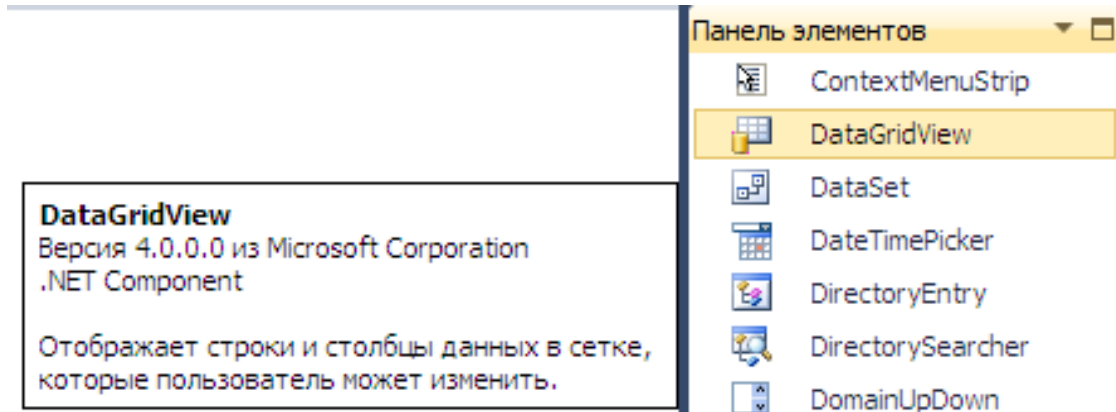 Панель элементов
ContextMenuStrip
DataGridView
DataSet
DateTimePicker
DirectoryEntry
DirectorySearcher
DomainUpDown
DataGridView
Версия 4.0.0.0 из Microsoft Corporation
.NET Component
Отображает строки и столбцы данных в сетке,
которые пользователь может изменить.